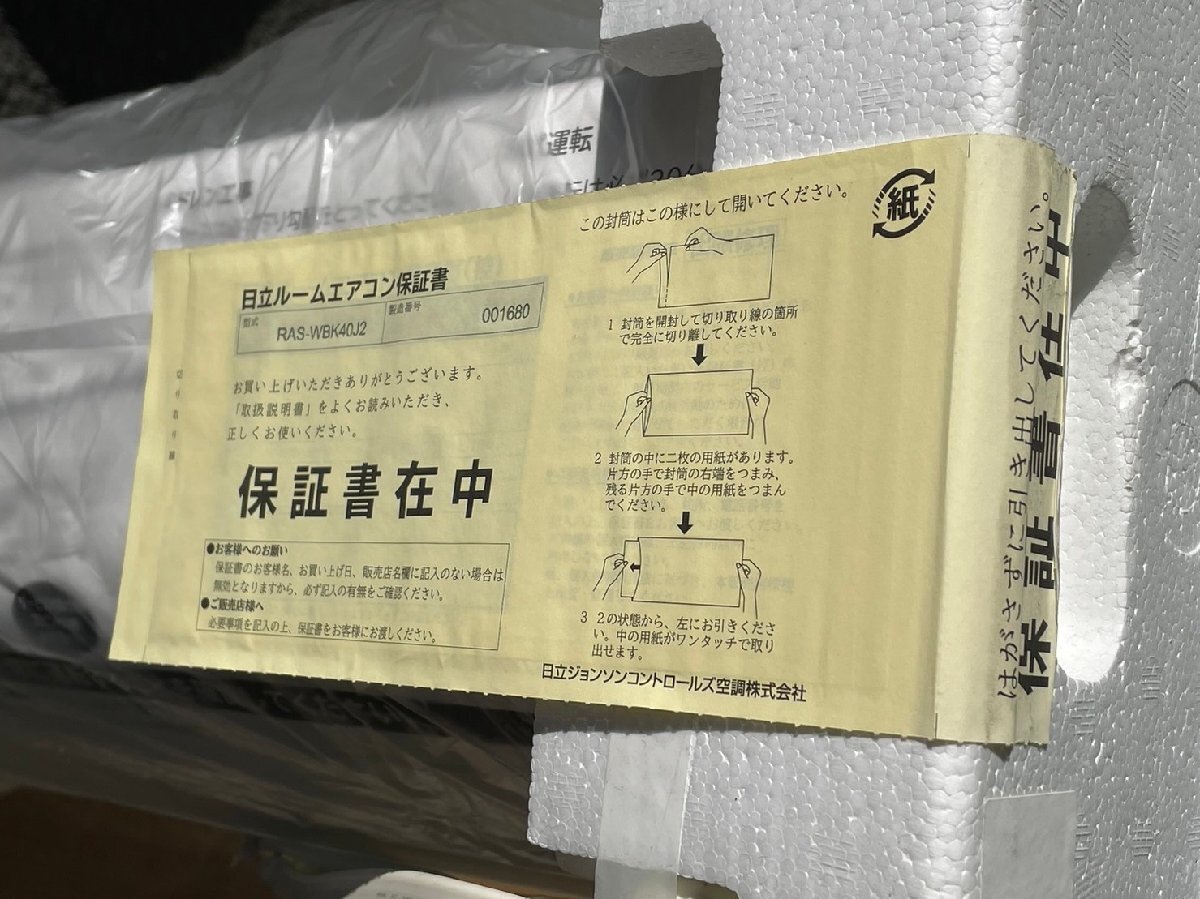 運転
日立ルームエアコン保証書
型式
RAS-WBK40J2
製造番号
001680
お買い上げいただきありがとうございます。
「取扱説明書」をよくお読みいただき、
正しくお使いください。
保証書在中
●お客様へのお願い
保証書のお客様名、お買い上げ日、販売店名欄に記入のない場合は
無効となりますから、必ず記入の有無をご確認ください。
●ご販売店様へ
必要事項を記入の上、保証書をお客様にお渡しください。
切り取り線
この封筒はこの様にして開いてください。
紙
1 封筒を開封して切り取り線の箇所
で完全に切り離してください。
2 封筒の中に二枚の用紙があります。
片方の手で封筒の右端をつまみ、
残る片方の手で中の用紙をつまん
でください。
3 2の状態から、左にお引きくださ
い。中の用紙がワンタッチで取り
出せます。
日立ジョンソンコントロールズ空調株式会社
はがさずに引き出してください。
保証書在中